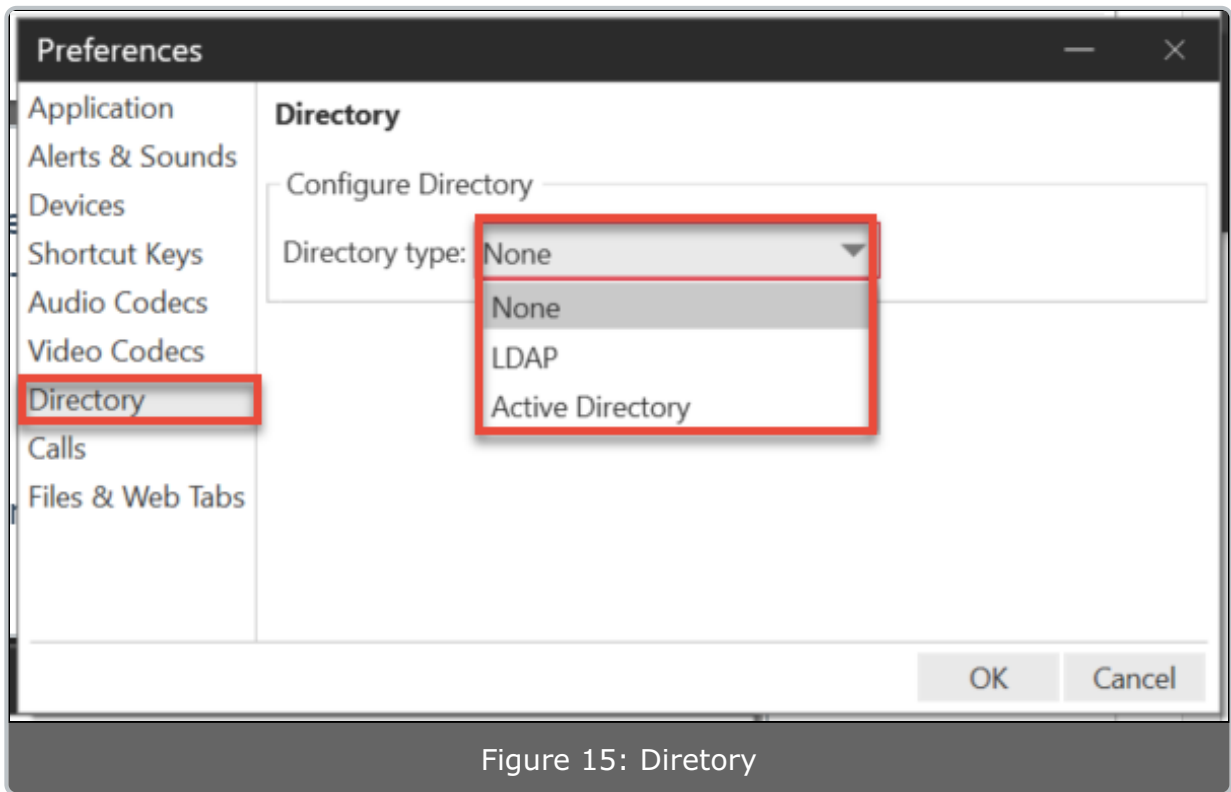 Preferences
Application
Alerts & Sounds
Devices
Shortcut Keys
Audio Codecs
Video Codecs
Directory
Calls
Files & Web Tabs
Directory
Configure Directory
Directory type: None
None
LDAP
Active Directory
OK Cancel
Figure 15: Diretory